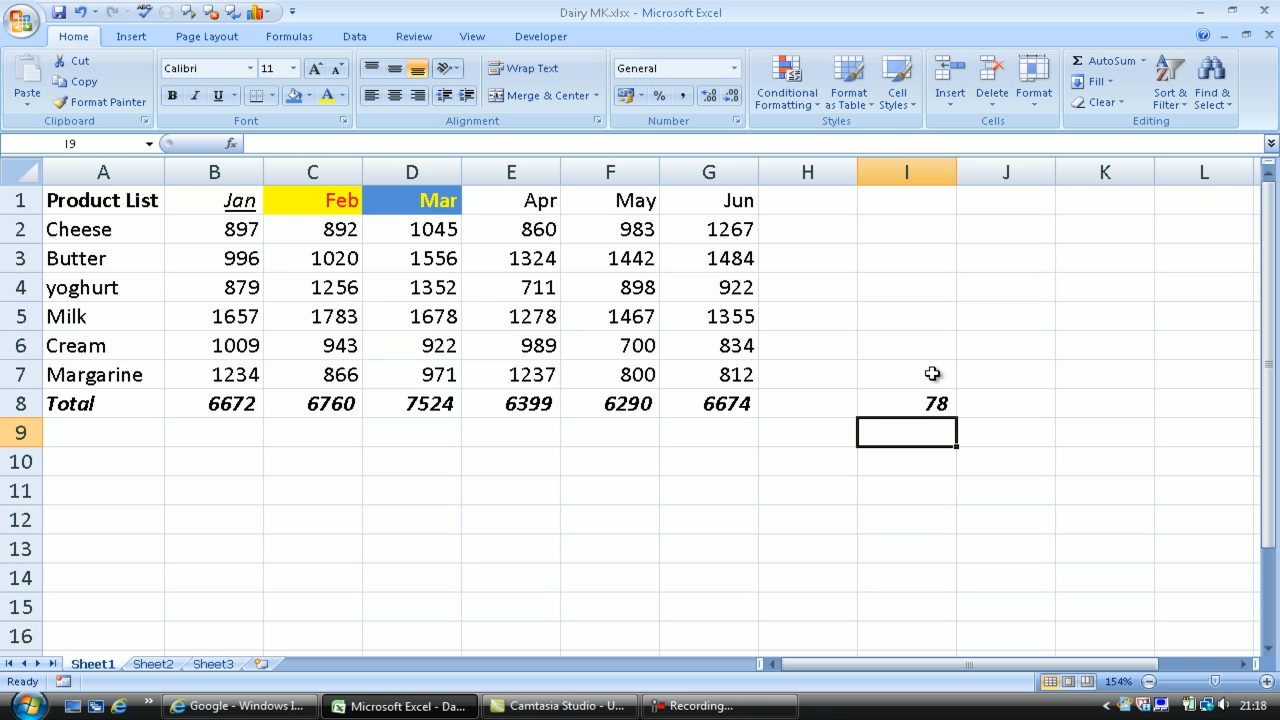 Dairy MK.xlsx - Microsoft Excel
Home Insert Page Layout Formulas Data Review View Developer
Paste
Cut
Copy
Format Painter
Clipboard
Calibri 11
B I U
Font
Wrap Text
Merge & Center
Alignment
General
% ,
Number
Conditional Formatting
Format as Table
Cell Styles
Styles
Insert Delete Format
Cells
Σ AutoSum
Fill
Clear
Sort & Filter
Find & Select
Editing
I9 fx
A B C D E F G H I J K L
1 Product List Jan Feb Mar Apr May Jun
2 Cheese 897 892 1045 860 983 1267
3 Butter 996 1020 1556 1324 1442 1484
4 yoghurt 879 1256 1352 711 898 922
5 Milk 1657 1783 1678 1278 1467 1355
6 Cream 1009 943 922 989 700 834
7 Margarine 1234 866 971 1237 800 812
8 Total 6672 6760 7524 6399 6290 6674 78
9
10
11
12
13
14
15
16
Sheet1 Sheet2 Sheet3
Ready 154%
Google - Windows I... Microsoft Excel - Da... Camtasia Studio - U... Recording... 21:18